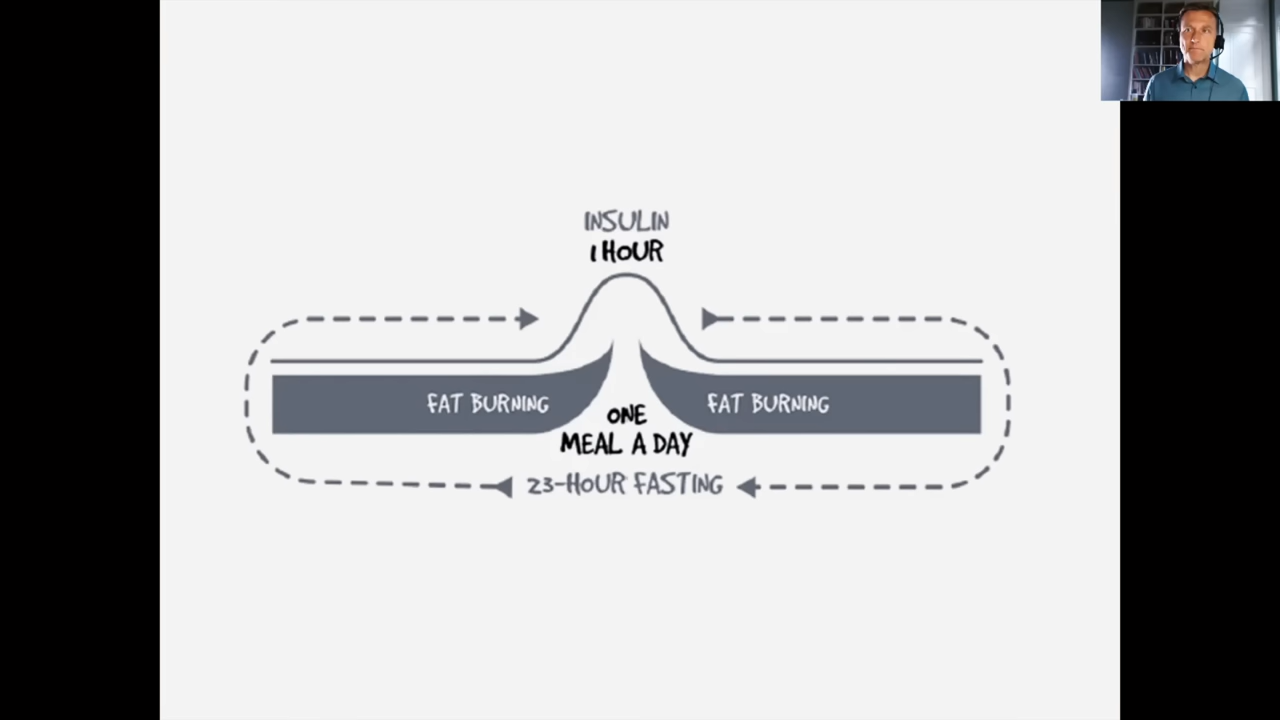 INSULIN
1 HOUR
FAT BURNING
FAT BURNING
ONE
MEAL A DAY
23-HOUR FASTING